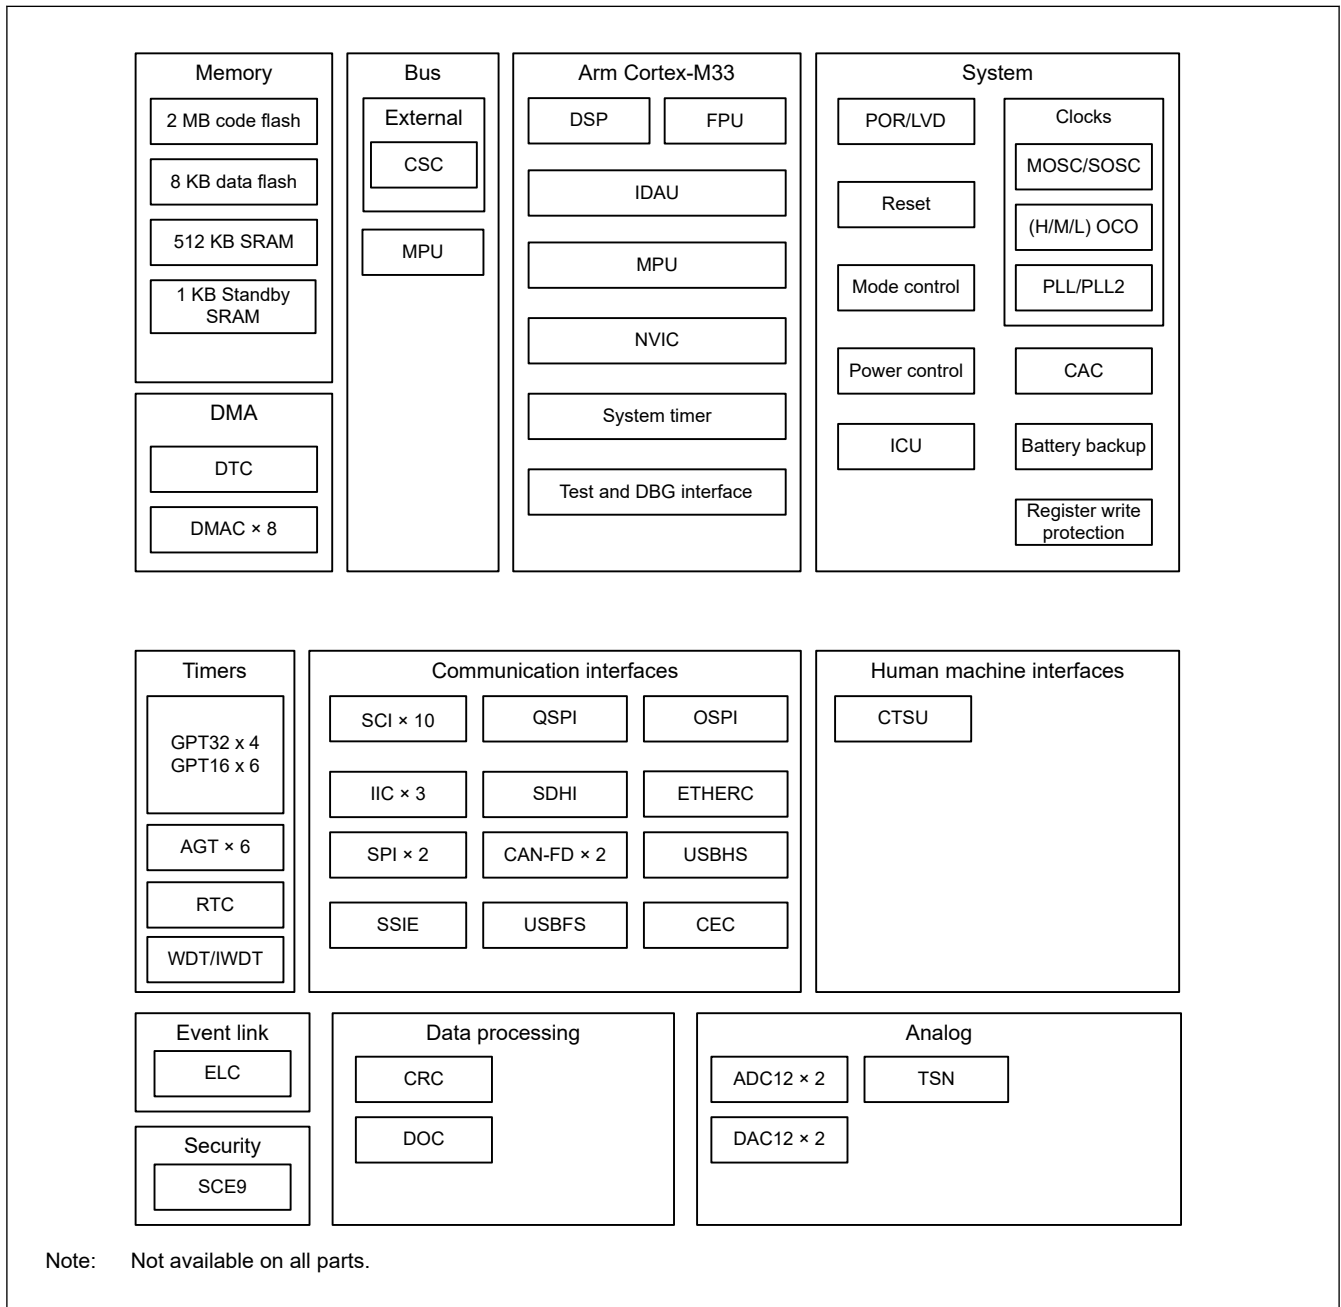 Memory
2 MB code flash
8 KB data flash
512 KB SRAM
1 KB Standby
SRAM
DMA
DTC
DMAC × 8
Bus
External
CSC
MPU
Arm Cortex-M33
DSP
FPU
IDAU
MPU
NVIC
System timer
Test and DBG interface
System
POR/LVD
Reset
Mode control
Power control
ICU
Clocks
MOSC/SOSC
(H/M/L) OCO
PLL/PLL2
CAC
Battery backup
Register write
protection
Timers
GPT32 x 4
GPT16 x 6
AGT × 6
RTC
WDT/IWDT
Communication interfaces
SCI × 10
QSPI
OSPI
IIC × 3
SDHI
ETHERC
SPI × 2
CAN-FD × 2
USBHS
SSIE
USBFS
CEC
Human machine interfaces
CTSU
Event link
ELC
Security
SCE9
Data processing
CRC
DOC
Analog
ADC12 × 2
TSN
DAC12 × 2
Note: Not available on all parts.